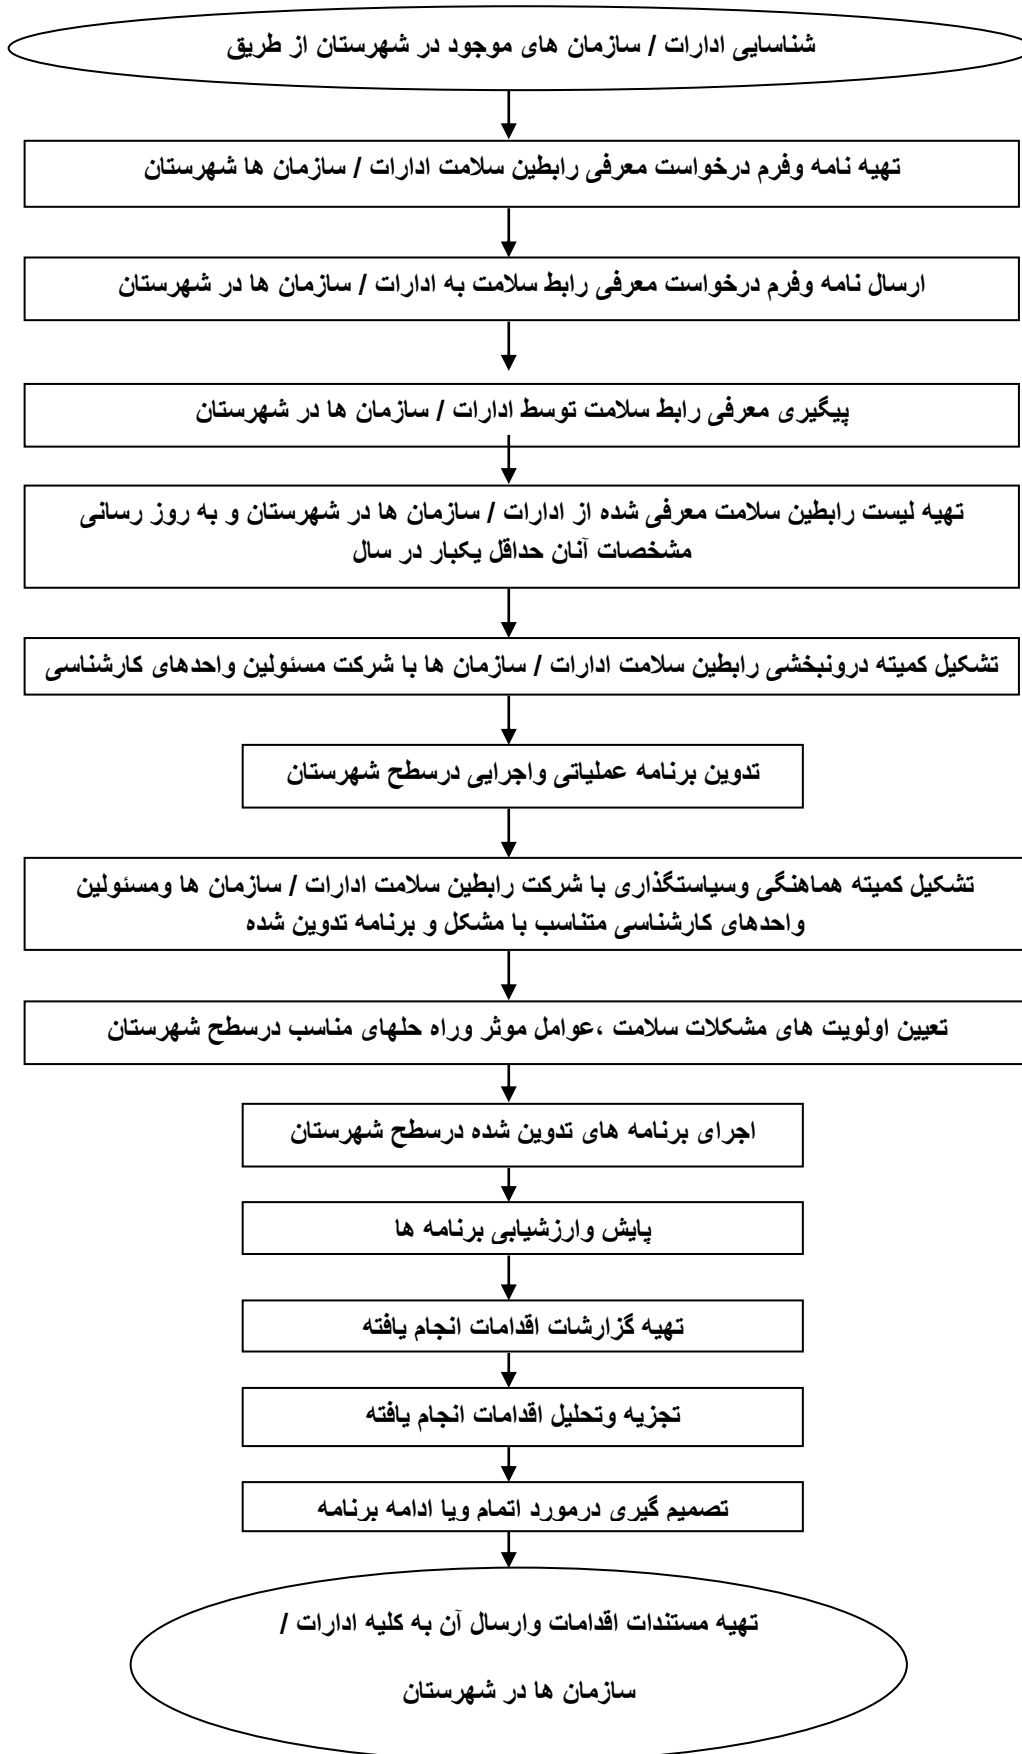 شناسایی ادارات / سازمان های موجود در شهرستان از طریق
تهیه نامه وفرم درخواست معرفی رابطین سلامت ادارات / سازمان ها شهرستان
ارسال نامه وفرم درخواست معرفی رابط سلامت به ادارات / سازمان ها در شهرستان
پیگیری معرفی رابط سلامت توسط ادارات / سازمان ها در شهرستان
تهیه لیست رابطین سلامت معرفی شده از ادارات / سازمان ها در شهرستان و به روز رسانی
مشخصات آنان حداقل یکبار در سال
تشکیل کمیته درونبخشی رابطین سلامت ادارات / سازمان ها با شرکت مسئولین واحدهای کارشناسی
تدوین برنامه عملیاتی واجرایی درسطح شهرستان
تشکیل کمیته هماهنگی وسیاستگذاری با شرکت رابطین سلامت ادارات / سازمان ها ومسئولین
واحدهای کارشناسی متناسب با مشکل و برنامه تدوین شده
تعیین اولویت های مشکلات سلامت ،عوامل موثر وراه حلهای مناسب درسطح شهرستان
اجرای برنامه های تدوین شده درسطح شهرستان
پایش وارزشیابی برنامه ها
تهیه گزارشات اقدامات انجام یافته
تجزیه وتحلیل اقدامات انجام یافته
تصمیم گیری درمورد اتمام ویا ادامه برنامه
تهیه مستندات اقدامات وارسال آن به کلیه ادارات /
سازمان ها در شهرستان